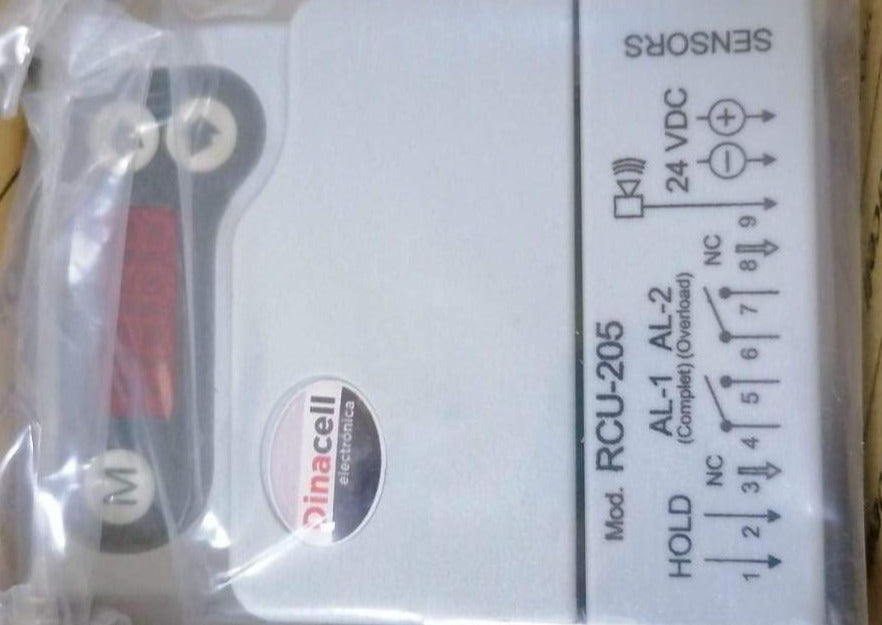 M
Dinacell
electrónica
Mod. RCU-205
HOLD
AL-1 AL-2
(Complet) (Overload)
24 VDC
NC
NC
− +
1 2 3 4 5 6 7 8 9
SENSORS